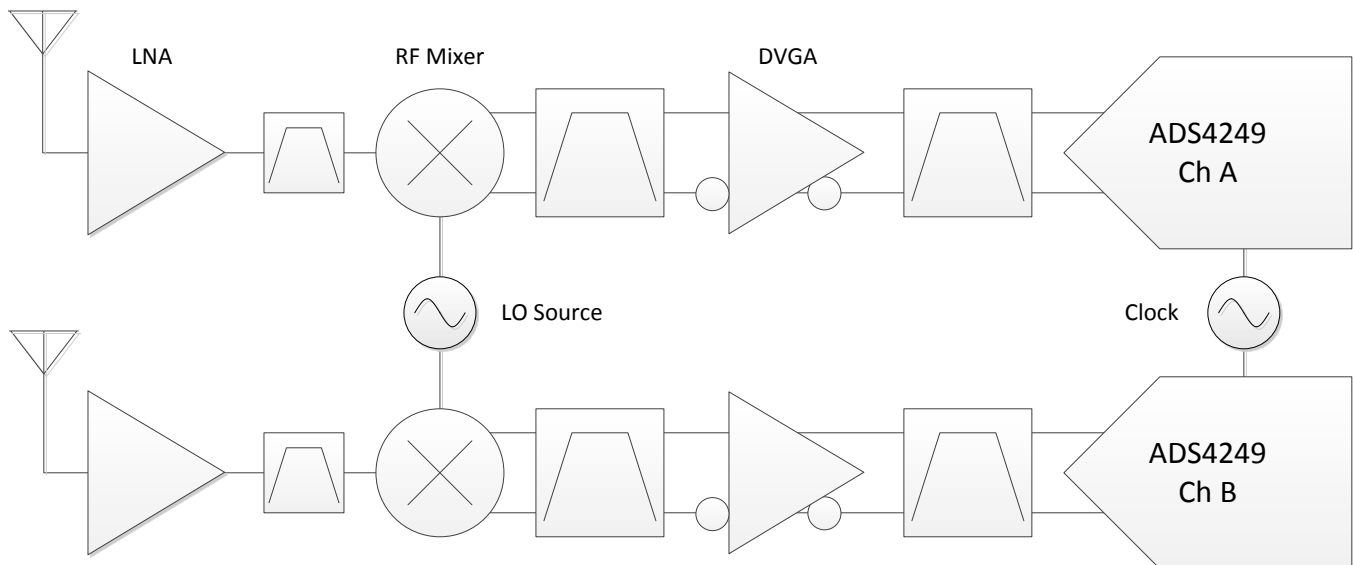 LNA
RF Mixer
DVGA
ADS4249
Ch A
LO Source
Clock
ADS4249
Ch B